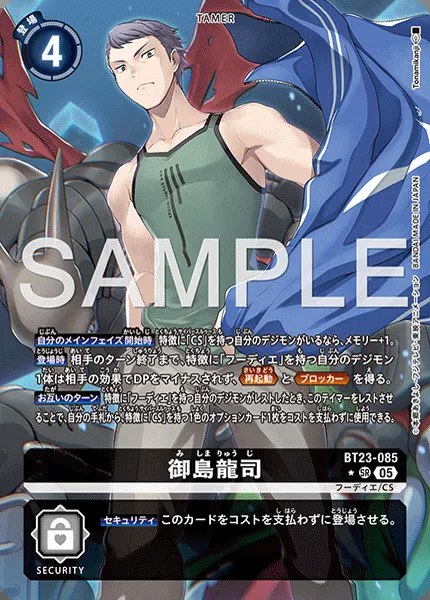 登場
4
TAMER
Tonamikanji
BANDAI MADE IN JAPAN
SAMPLE
自分のメインフェイズ開始時 特徴に「CS」を持つ自分のデジモンがいるなら、メモリー+1。
登場時 相手のターン終了まで、特徴に「フーディエ」を持つ自分のデジモン
1体は相手の効果でDPをマイナスされず、再起動 と ブロッカー を得る。
お互いのターン 特徴に「フーディエ」を持つ自分のデジモンがレストしたとき、このテイマーをレストさせ
ることで、自分の手札から、特徴に「CS」を持つ1色のオプションカード1枚をコストを支払わずに使用できる。
BT23-085
みしまりゅうじ
御島龍司
SR 05
フーディエ/CS
セキュリティ このカードをコストを支払わずに登場させる。
SECURITY